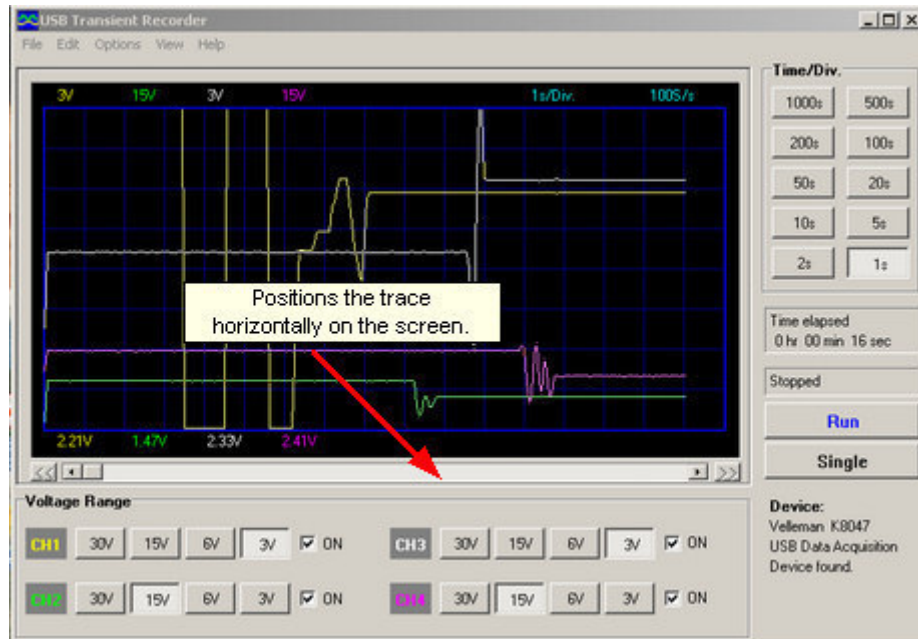 USB Transient Recorder
File Edit Options View Help
3V 15V 3V 15V 1s/Div. 100S/s
Positions the trace
horizontally on the screen.
2.21V 1.47V 2.33V 2.41V
<< >>
Voltage Range
CH1 30V 15V 6V 3V ON
CH3 30V 15V 6V 3V ON
CH2 30V 15V 6V 3V ON
CH4 30V 15V 6V 3V ON
Time/Div.
1000s 500s
200s 100s
50s 20s
10s 5s
2s 1s
Time elapsed
0 hr 00 min 16 sec
Stopped
Run
Single
Device:
Velleman K8047
USB Data Acquisition
Device found.